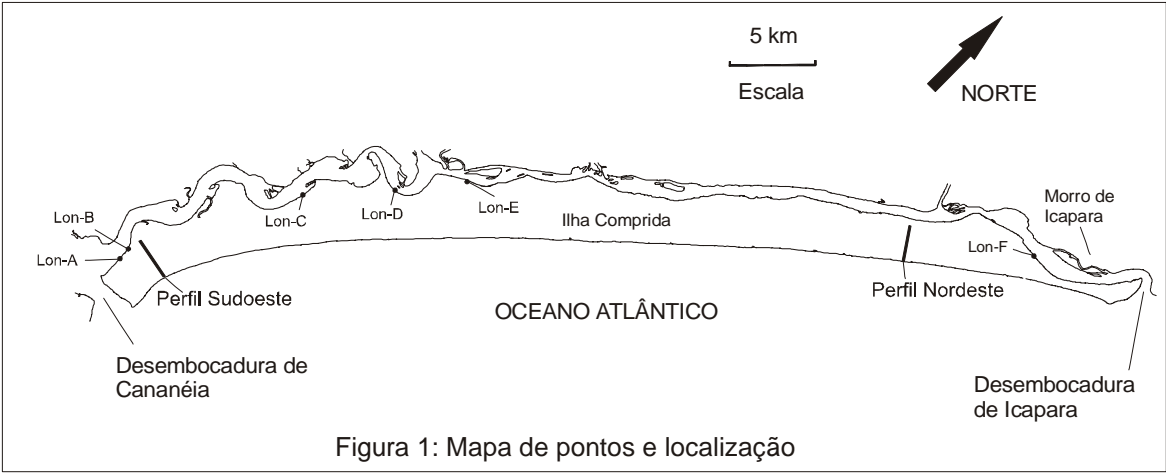 5 km
Escala
NORTE
Morro de
Icapara
Lon-A
Lon-B
Lon-C
Lon-D
Lon-E
Lon-F
Ilha Comprida
Perfil Sudoeste
Perfil Nordeste
OCEANO ATLÂNTICO
Desembocadura de
Cananéia
Desembocadura
de Icapara
Figura 1: Mapa de pontos e localização